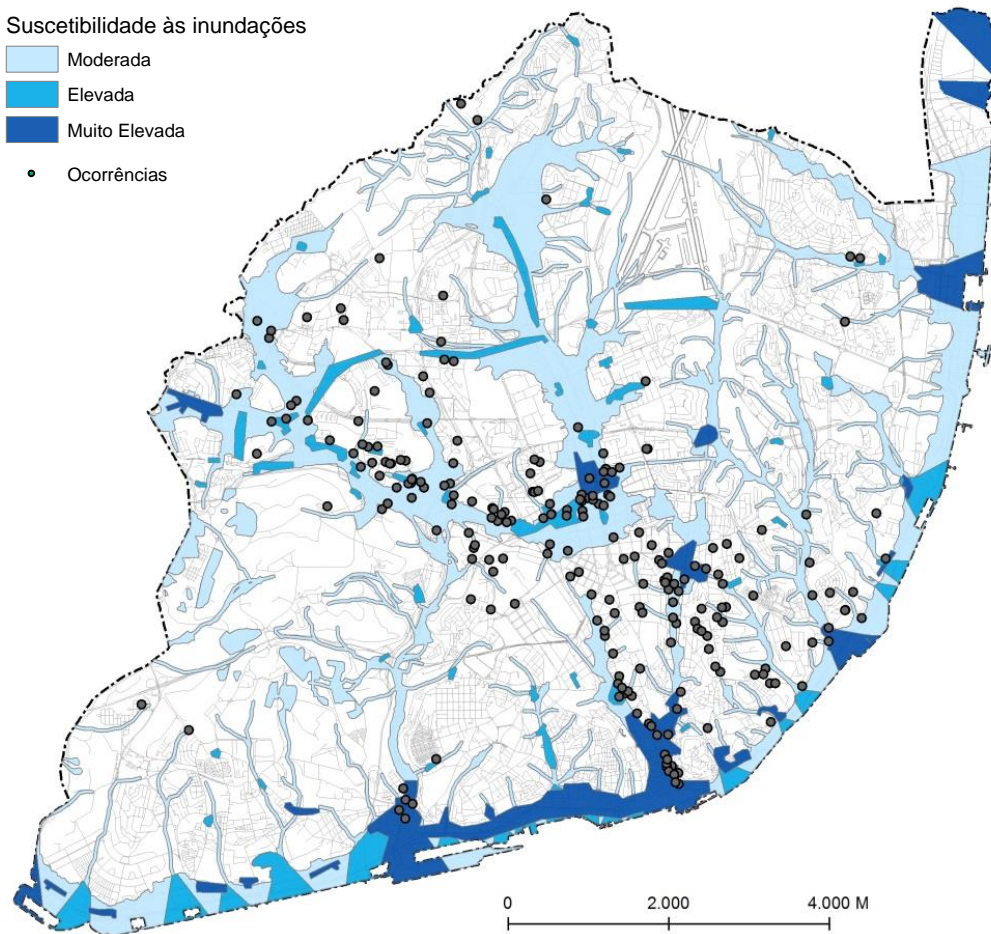 Suscetibilidade às inundações
Moderada
Elevada
Muito Elevada
Ocorrências
0 2.000 4.000 M